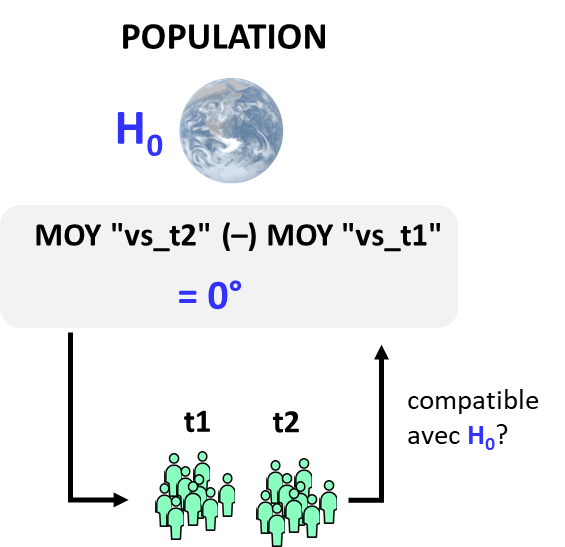 POPULATION
H₀
MOY "vs_t2" (–) MOY "vs_t1"
= 0°
t1 t2
compatible
avec H₀?